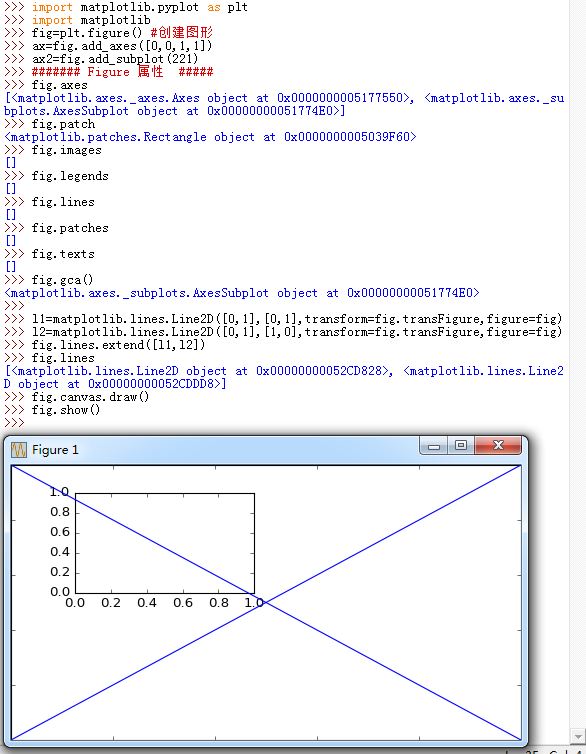 >>> import matplotlib.pyplot as plt
>>> import matplotlib
>>> fig=plt.figure() #创建图形
>>> ax=fig.add_axes([0,0,1,1])
>>> ax2=fig.add_subplot(221)
>>> ####### Figure 属性  #####
>>> fig.axes
[<matplotlib.axes._axes.Axes object at 0x0000000005177550>, <matplotlib.axes._su
bplots.AxesSubplot object at 0x00000000051774E0>]
>>> fig.patch
<matplotlib.patches.Rectangle object at 0x0000000005039F60>
>>> fig.images
[]
>>> fig.legends
[]
>>> fig.lines
[]
>>> fig.patches
[]
>>> fig.texts
[]
>>> fig.gca()
<matplotlib.axes._subplots.AxesSubplot object at 0x00000000051774E0>
>>>
>>> l1=matplotlib.lines.Line2D([0,1],[0,1],transform=fig.transFigure,figure=fig)
>>> l2=matplotlib.lines.Line2D([0,1],[1,0],transform=fig.transFigure,figure=fig)
>>> fig.lines.extend([l1,l2])
>>> fig.lines
[<matplotlib.lines.Line2D object at 0x00000000052CD828>, <matplotlib.lines.Line2
D object at 0x00000000052CDDD8>]
>>> fig.canvas.draw()
>>> fig.show()
>>>
Figure 1
1.0
0.8
0.6
0.4
0.2
0.0
0.0 0.2 0.4 0.6 0.8 1.0